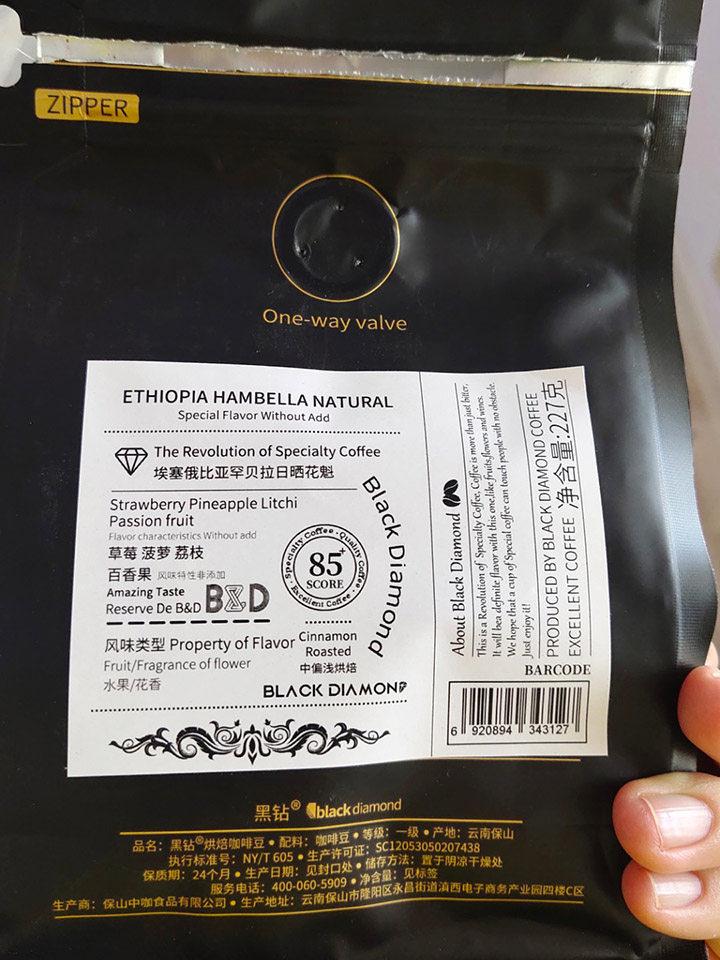 ZIPPER
One-way valve
ETHIOPIA HAMBELLA NATURAL
Special Flavor Without Add
The Revolution of Specialty Coffee
埃塞俄比亚罕贝拉日晒花魁
Strawberry Pineapple Litchi
Passion fruit
Flavor characteristics Without add
草莓 菠萝 荔枝
百香果 风味特性非添加
Amazing Taste
Reserve De B&D
B&D
Specialty Coffee · Quality Coffee · Excellent Coffee ·
85+
SCORE
Black Diamond
风味类型 Property of Flavor
Fruit/Fragrance of flower
水果/花香
Cinnamon
Roasted
中偏浅烘焙
BLACK DIAMOND
About Black Diamond
This is a Revolution of Specialty Coffee, Coffee is more than just bitter,
It will bea definite flavor with this one,like fruits,flowers and wines.
We hope that a cup of Special coffee can touch people with no obstacle.
Just enjoy it!
PRODUCED BY BLACK DIAMOND COFFEE
EXCELLENT COFFEE 净含量:227克
BARCODE
6 920894 343127
黑钻® blackdiamond
品名：黑钻®烘焙咖啡豆 • 配料：咖啡豆 • 等级：一级 • 产地：云南保山
执行标准号：NY/T 605 • 生产许可证：SC12053050207438
保质期：24个月 • 生产日期：见封口处 • 储存方法：置于阴凉干燥处
服务电话：400-060-5909 • 净含量：见标签
生产商：保山中咖食品有限公司 • 生产地址：云南保山市隆阳区永昌街道滇西电子商务产业园四楼C区